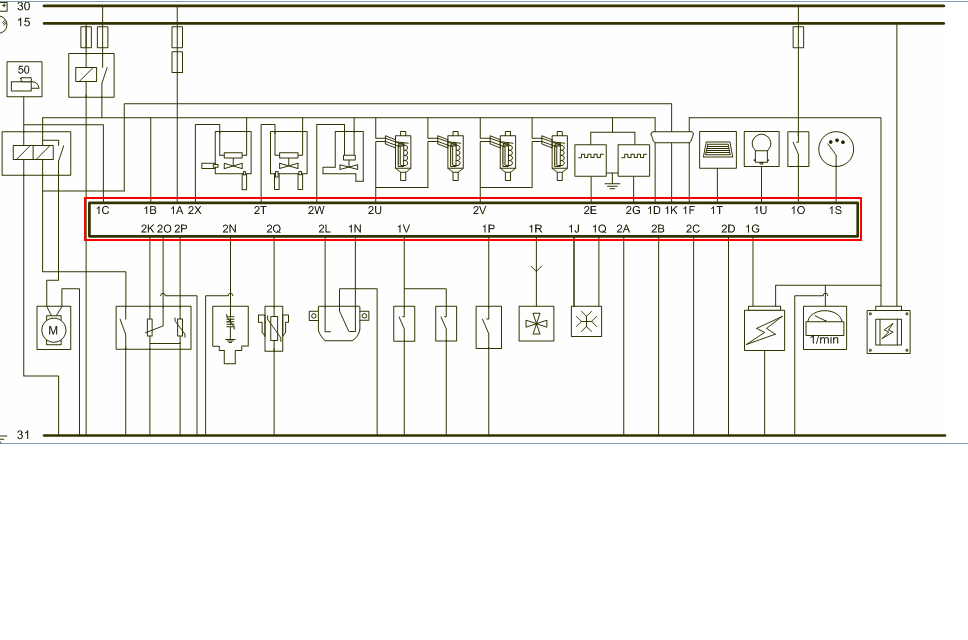 30
15
50
1C 1B 1A 2X 2T 2W 2U 2V 2E 2G 1D 1K 1F 1T 1U 1O 1S
2K 2O 2P 2N 2Q 2L 1N 1V 1P 1R 1J 1Q 2A 2B 2C 2D 1G
M
1/min
31